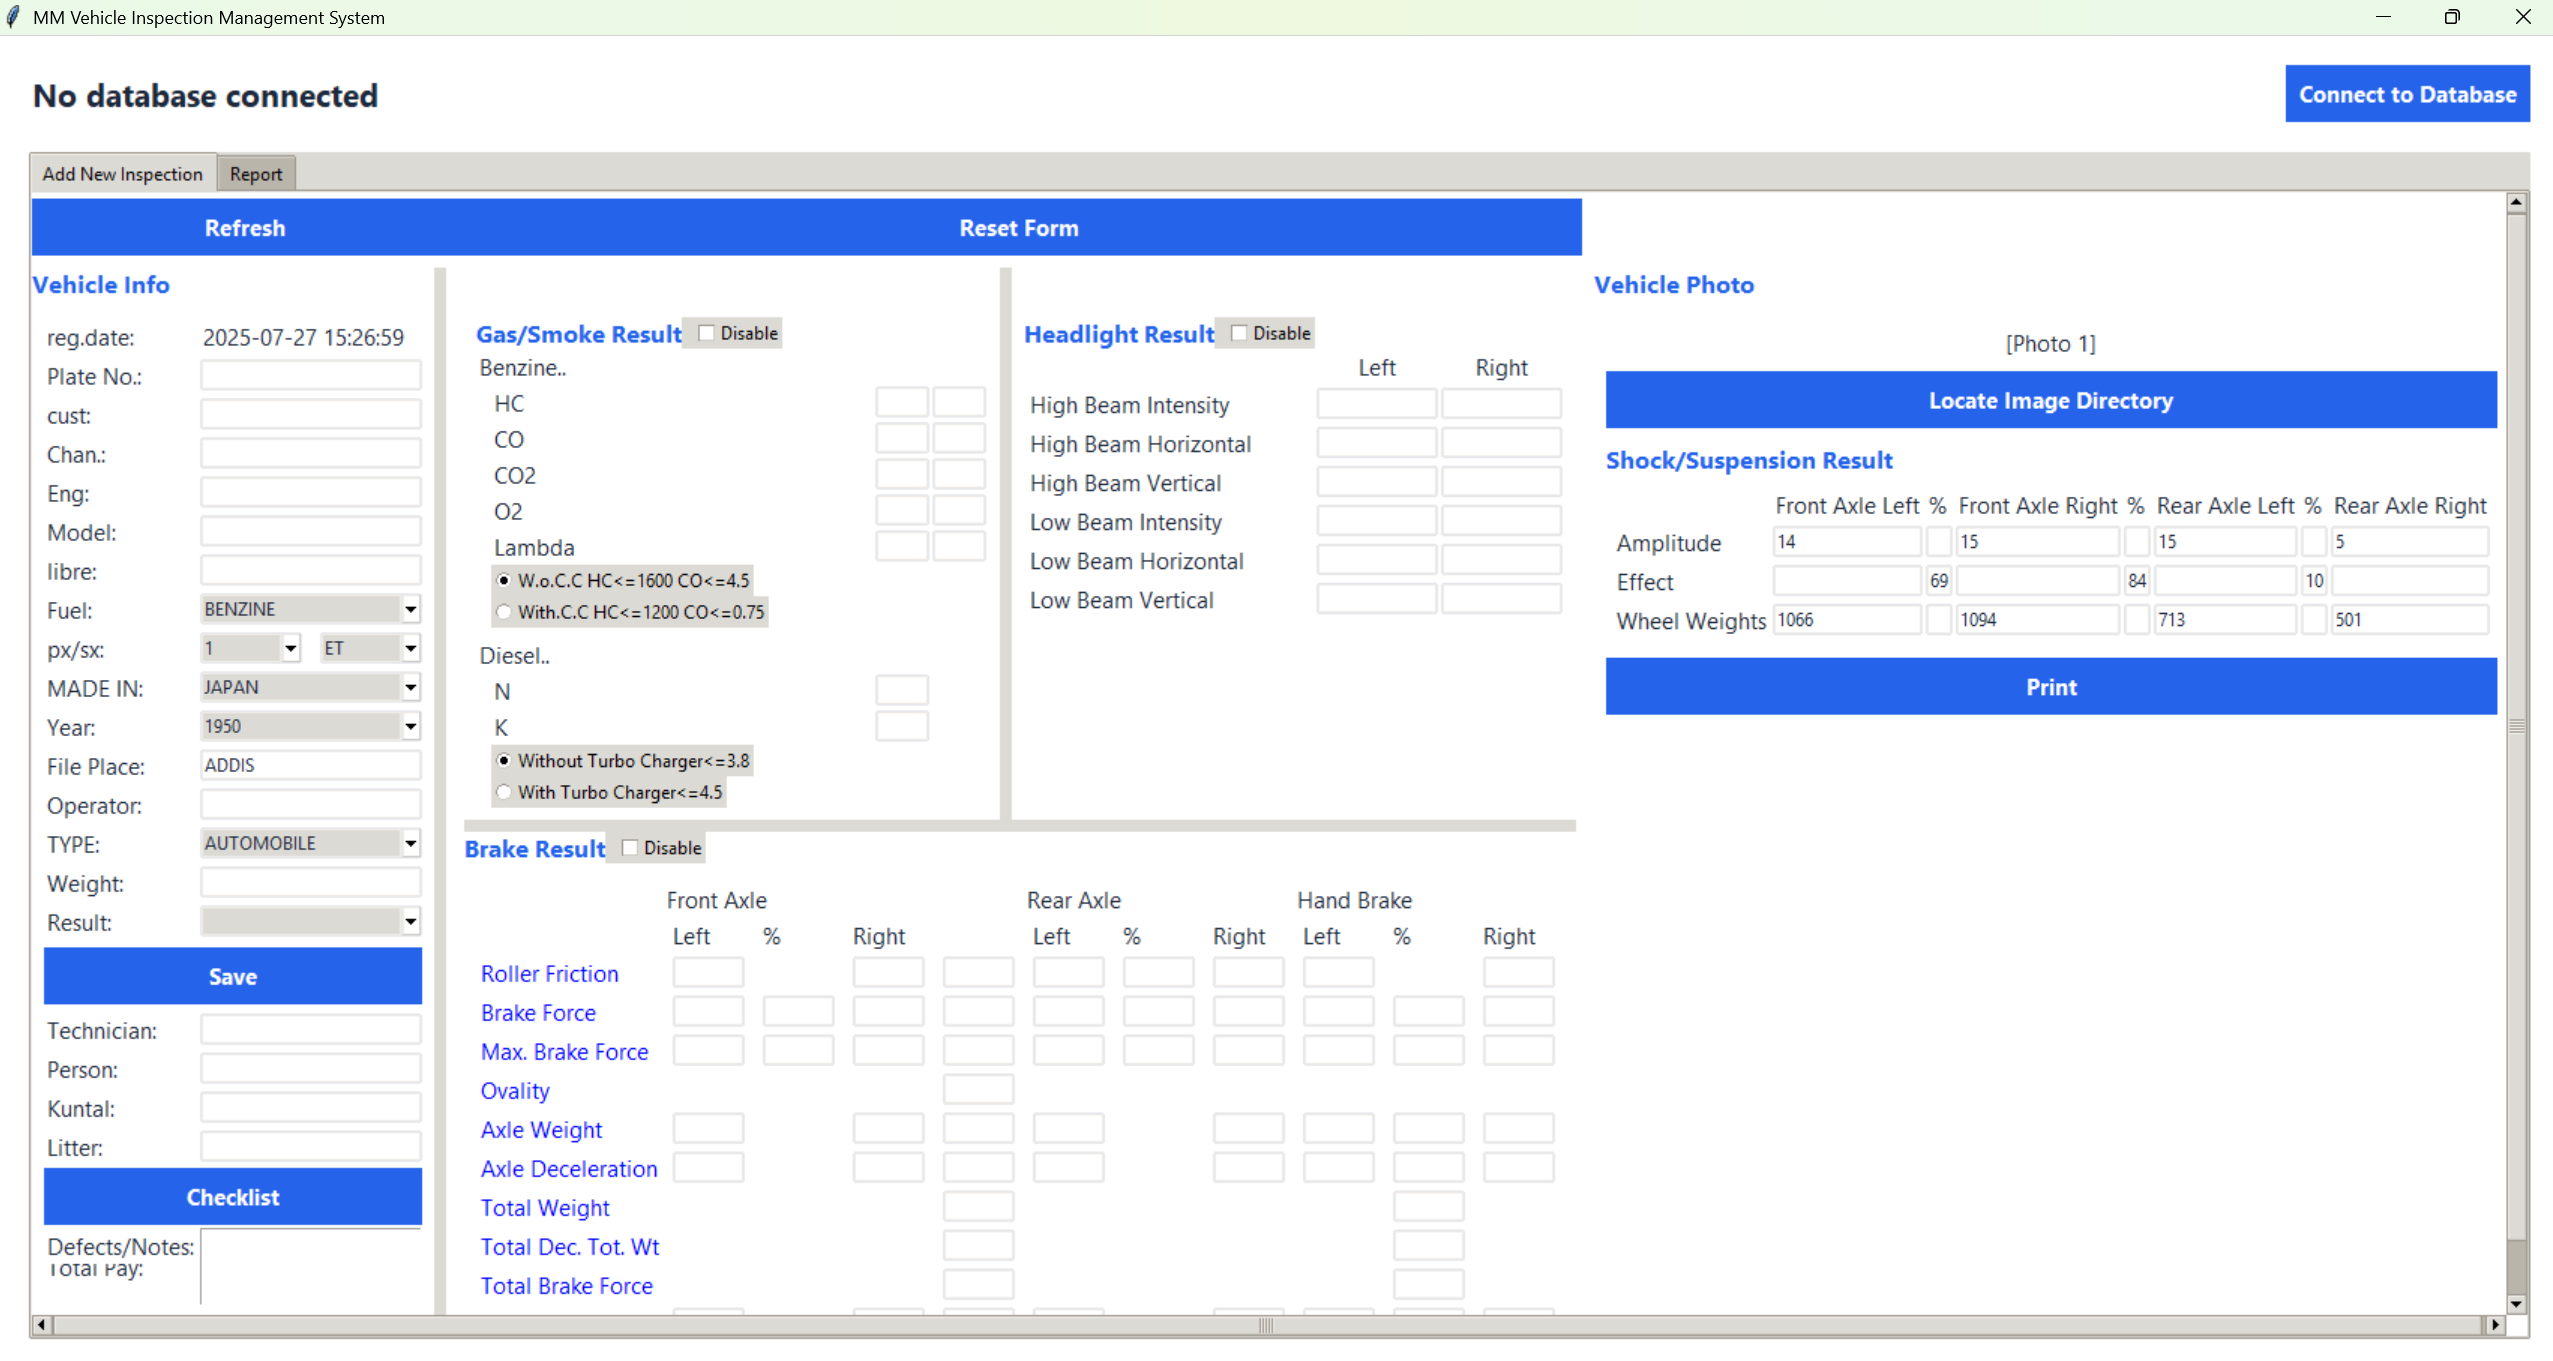 MM Vehicle Inspection Management System
No database connected
Connect to Database
Add New Inspection Report
Refresh Reset Form
Vehicle Info
reg.date: 2025-07-27 15:26:59
Plate No.:
cust:
Chan.:
Eng:
Model:
libre:
Fuel: BENZINE
px/sx: 1 ET
MADE IN: JAPAN
Year: 1950
File Place: ADDIS
Operator:
TYPE: AUTOMOBILE
Weight:
Result:
Save
Technician:
Person:
Kuntal:
Litter:
Checklist
Defects/Notes:
Total Pay:
Gas/Smoke Result Disable
Benzine..
HC
CO
CO2
O2
Lambda
W.o.C.C HC<=1600 CO<=4.5
With.C.C HC<=1200 CO<=0.75
Diesel..
N
K
Without Turbo Charger<=3.8
With Turbo Charger<=4.5
Headlight Result Disable
Left Right
High Beam Intensity
High Beam Horizontal
High Beam Vertical
Low Beam Intensity
Low Beam Horizontal
Low Beam Vertical
Brake Result Disable
Front Axle Rear Axle Hand Brake
Left % Right Left % Right Left % Right
Roller Friction
Brake Force
Max. Brake Force
Ovality
Axle Weight
Axle Deceleration
Total Weight
Total Dec. Tot. Wt
Total Brake Force
Vehicle Photo
[Photo 1]
Locate Image Directory
Shock/Suspension Result
Front Axle Left % Front Axle Right % Rear Axle Left % Rear Axle Right
Amplitude 14 15 15 5
Effect 69 84 10
Wheel Weights 1066 1094 713 501
Print